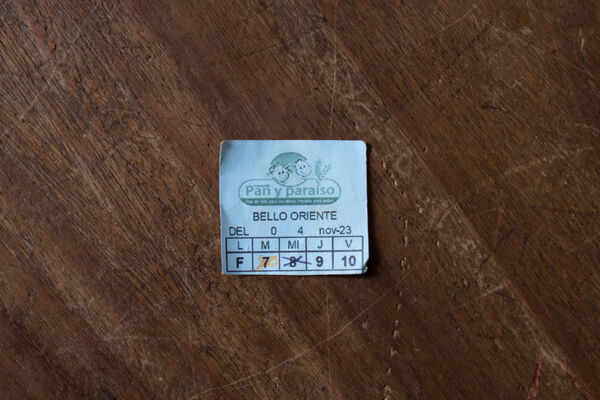 Pan y paraíso
BELLO ORIENTE
DEL 0 4 nov-23
L M MI J V
F 7 8 9 10